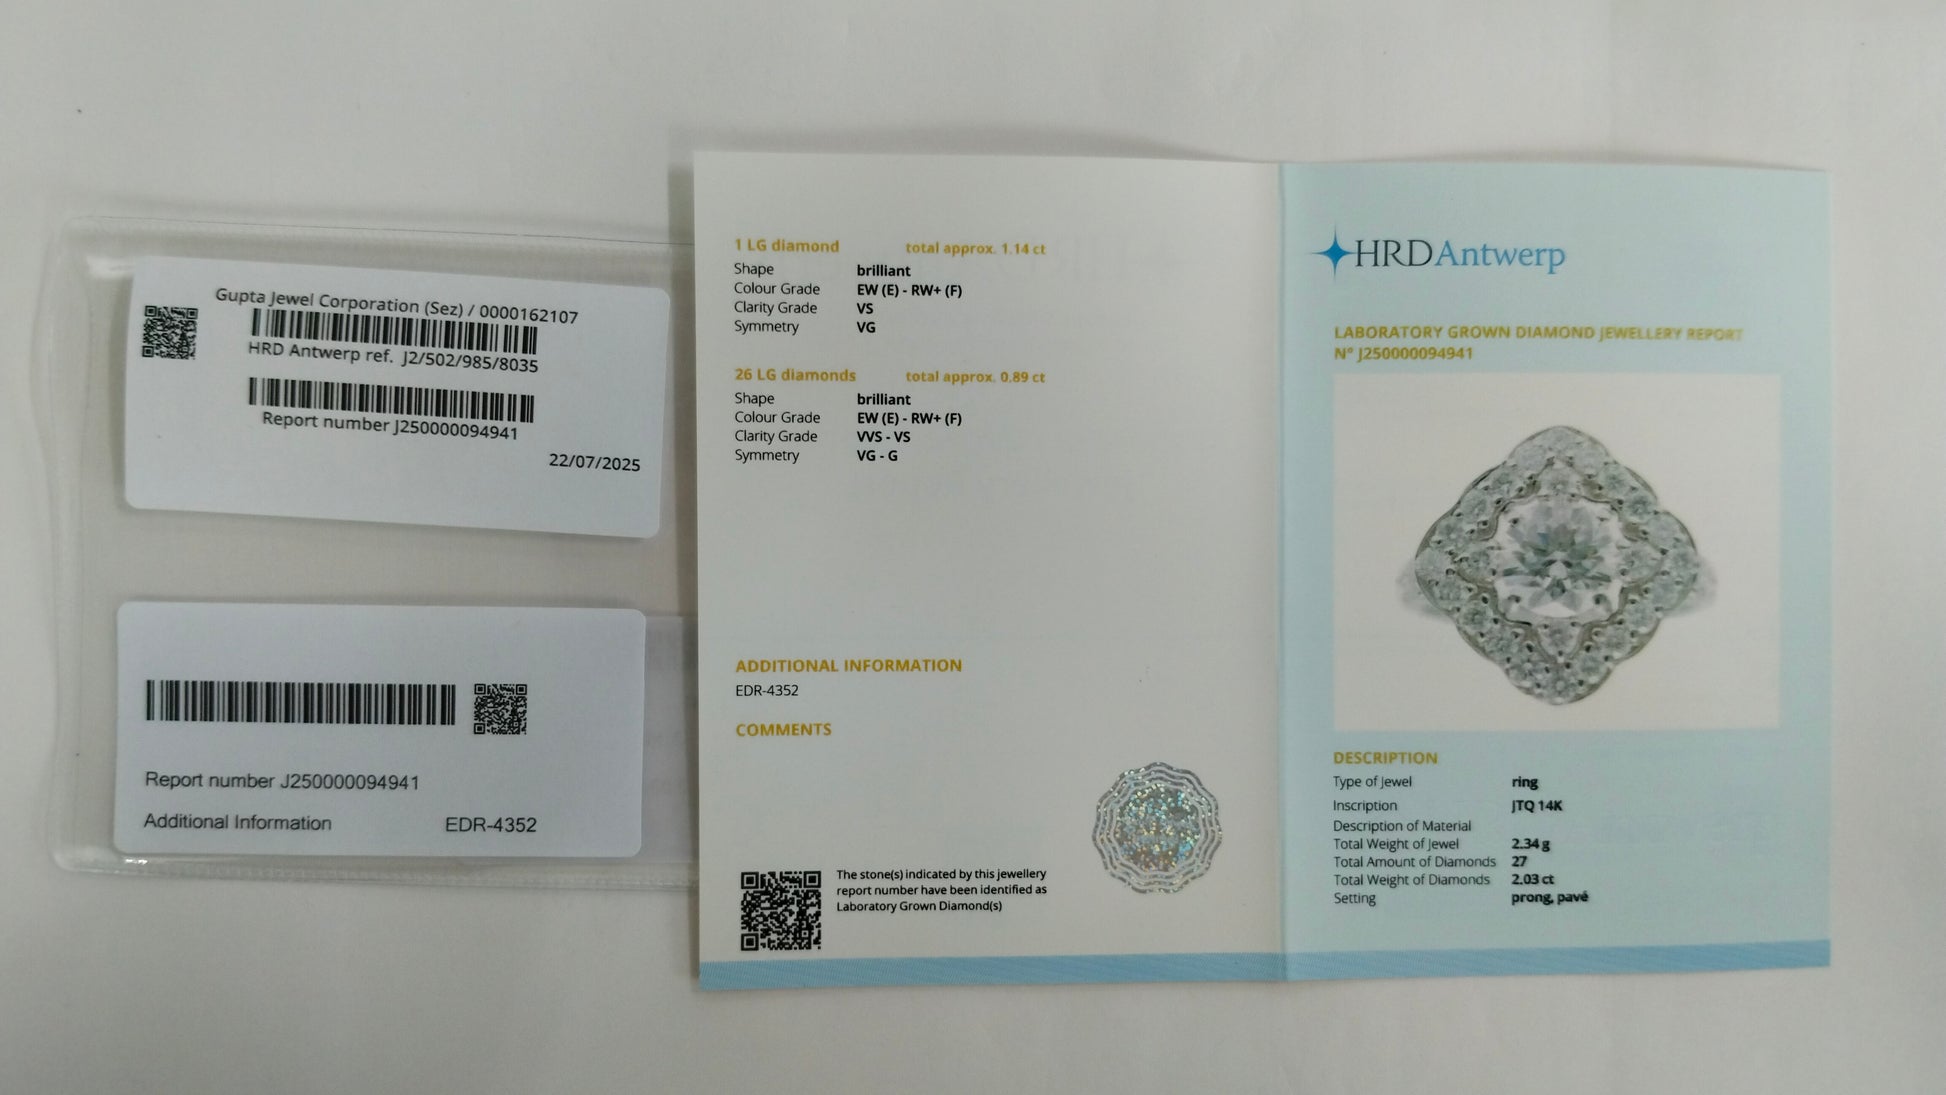 Gupta Jewel Corporation (Sez) / 0000162107
HRD Antwerp ref. J2/502/985/8035
Report number J250000094941
22/07/2025
Report number J250000094941
Additional Information EDR-4352
1 LG diamond total approx. 1.14 ct
Shape brilliant
Colour Grade EW (E) - RW+ (F)
Clarity Grade VS
Symmetry VG
26 LG diamonds total approx. 0.89 ct
Shape brilliant
Colour Grade EW (E) - RW+ (F)
Clarity Grade VVS - VS
Symmetry VG - G
ADDITIONAL INFORMATION
EDR-4352
COMMENTS
The stone(s) indicated by this jewellery
report number have been identified as
Laboratory Grown Diamond(s)
HRD Antwerp
LABORATORY GROWN DIAMOND JEWELLERY REPORT
N° J250000094941
DESCRIPTION
Type of Jewel ring
Inscription JTQ 14K
Description of Material
Total Weight of Jewel 2.34 g
Total Amount of Diamonds 27
Total Weight of Diamonds 2.03 ct
Setting prong, pavé